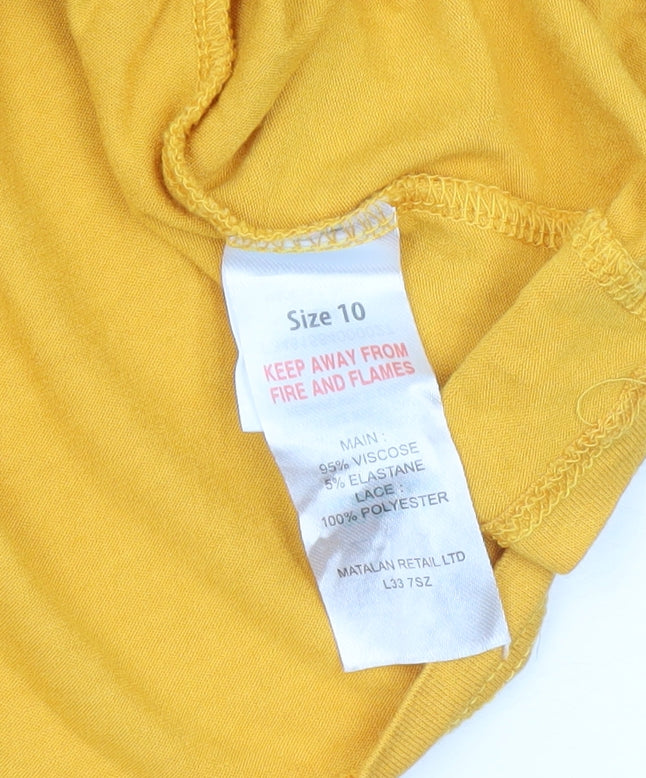 Size 10
KEEP AWAY FROM
FIRE AND FLAMES
MAIN :
95% VISCOSE
5% ELASTANE
LACE :
100% POLYESTER
MATALAN RETAIL LTD
L33 7SZ